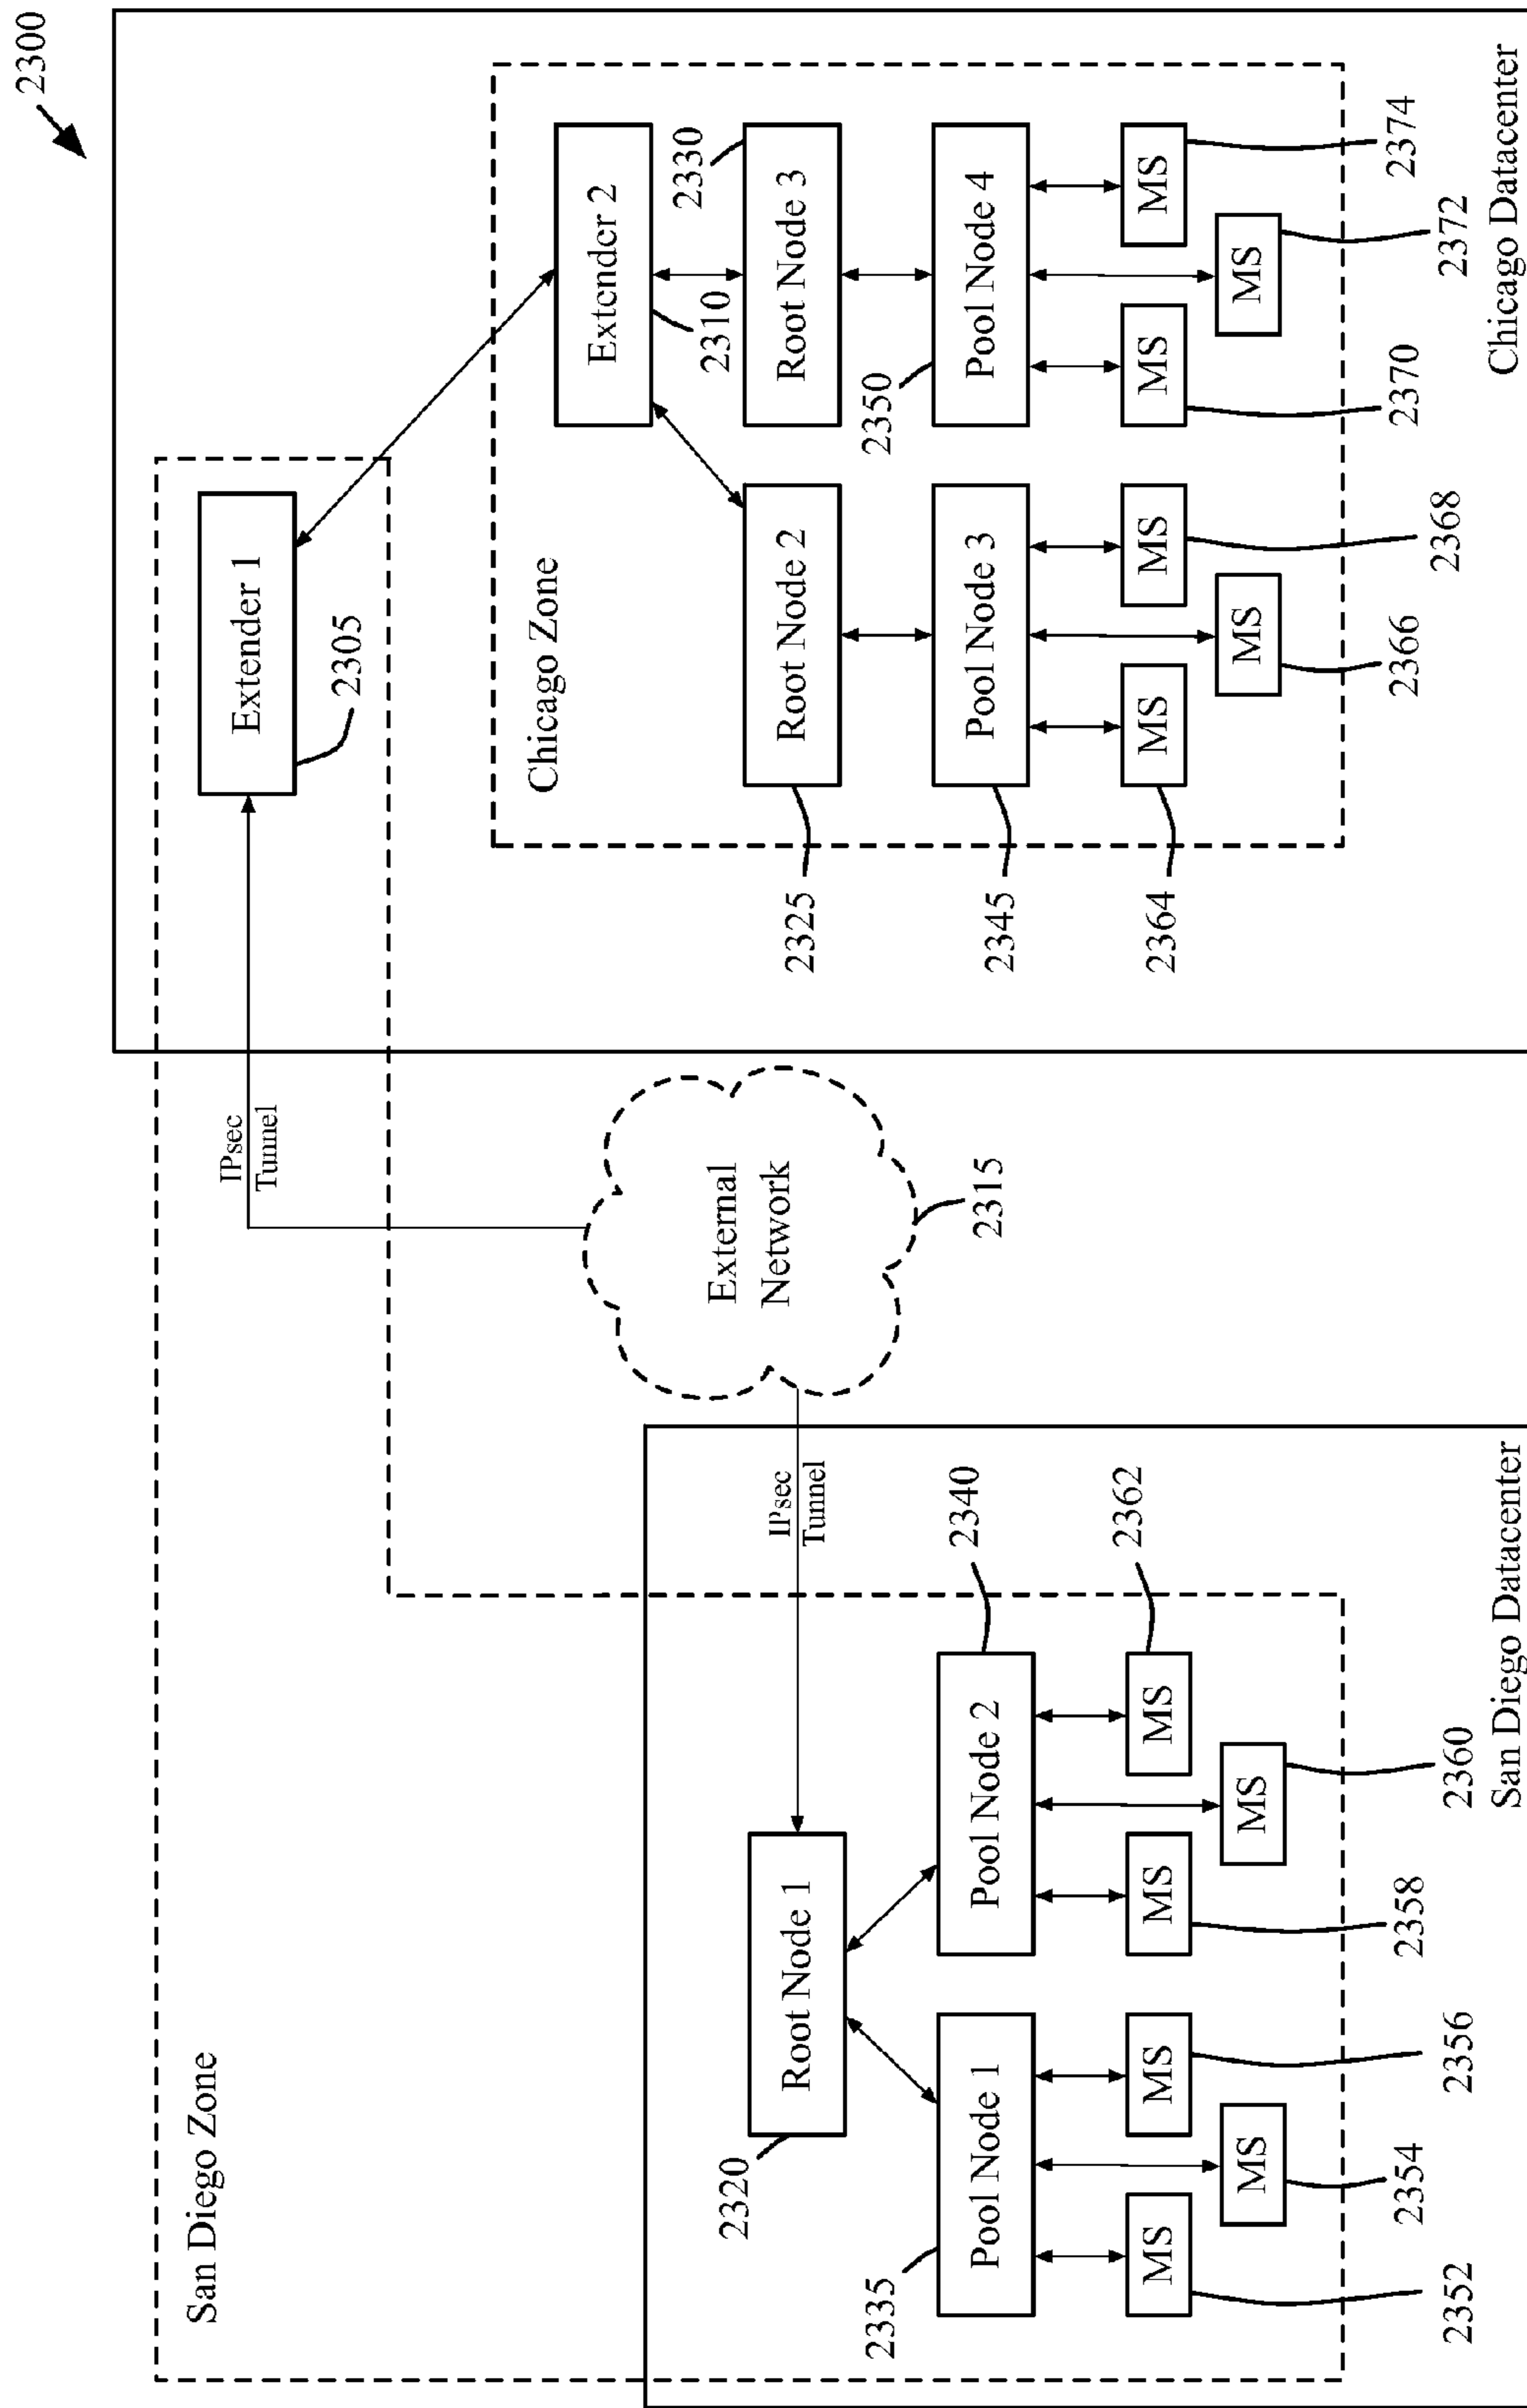 2300
San Diego Zone
Extender 1
2305
IPsec
Tunnel
Chicago Zone
Extender 2
2310
2330
Root Node 1
2320
IPsec
Tunnel
External
Network
2315
Root Node 2
2325
Root Node 3
Pool Node 1
2335
Pool Node 2
2340
Pool Node 3
2345
Pool Node 4
2350
MS
MS
MS
MS
MS
MS
MS
MS
MS
MS
MS
MS
2352
2354
2356
2358
2360
2362
2364
2366
2368
2370
2372
2374
San Diego Datacenter
Chicago Datacenter